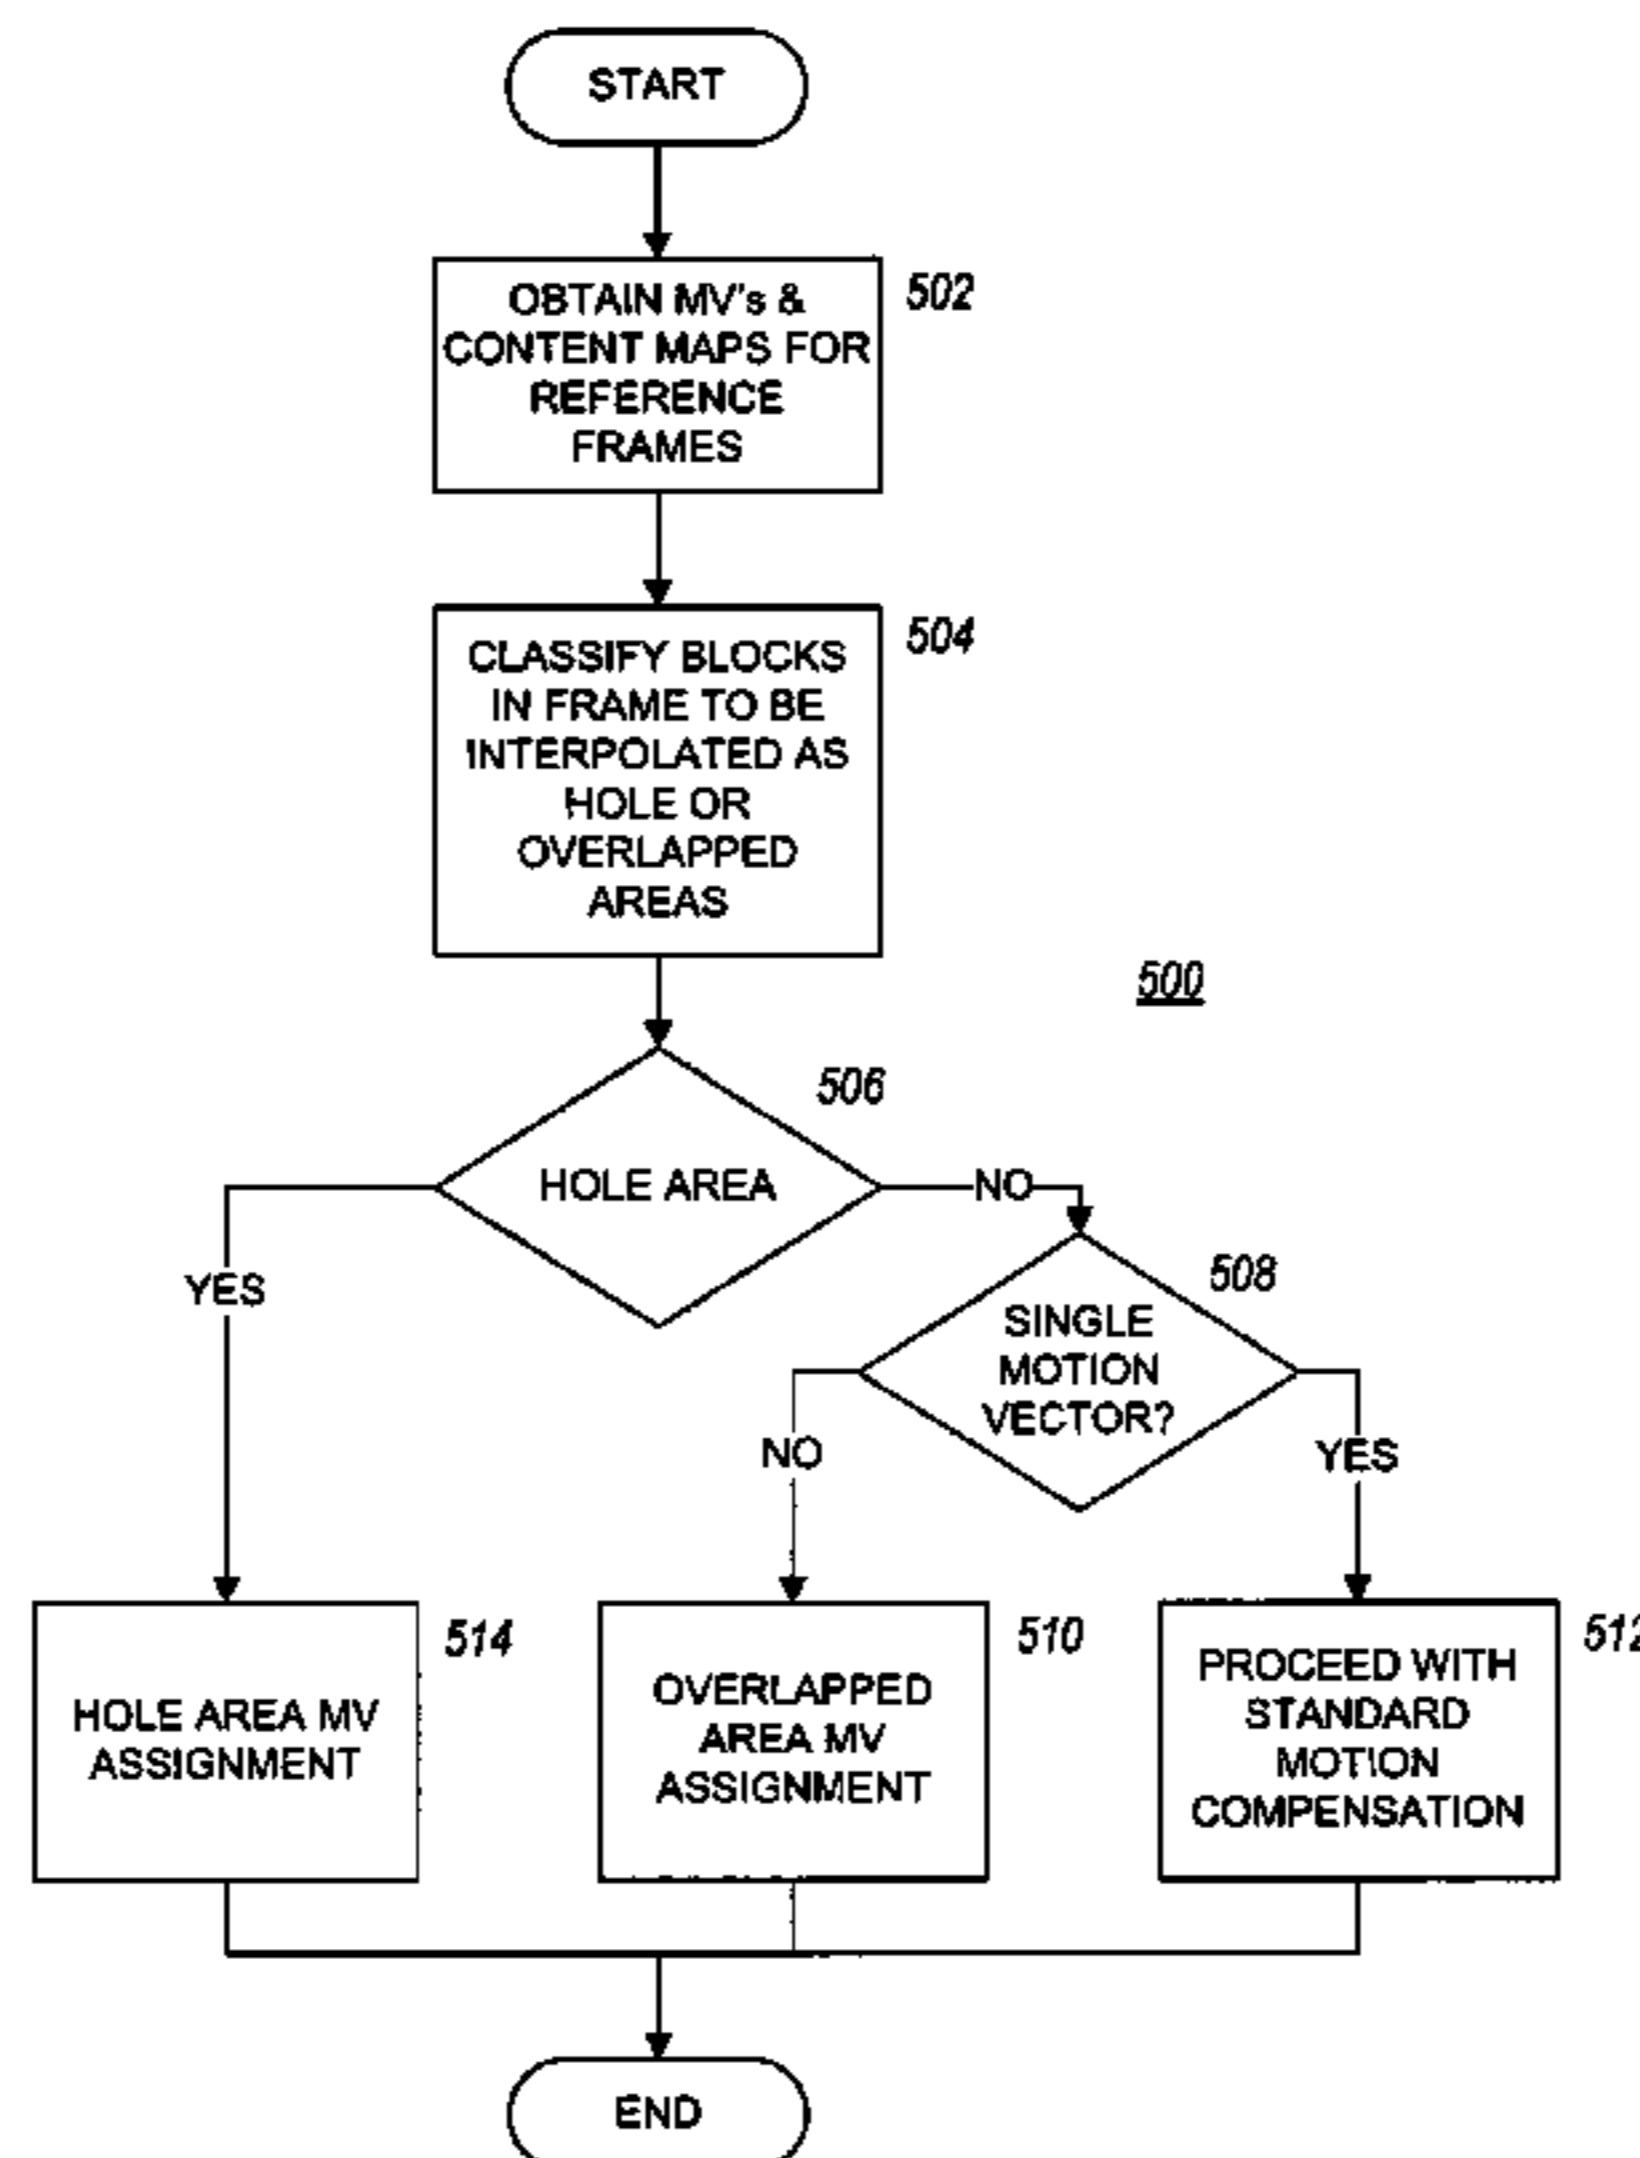 START
OBTAIN MV's &
CONTENT MAPS FOR
REFERENCE
FRAMES
502
CLASSIFY BLOCKS
IN FRAME TO BE
INTERPOLATED AS
HOLE OR
OVERLAPPED
AREAS
504
500
506
HOLE AREA
NO
YES
508
SINGLE
MOTION
VECTOR?
NO
YES
514
HOLE AREA MV
ASSIGNMENT
510
OVERLAPPED
AREA MV
ASSIGNMENT
512
PROCEED WITH
STANDARD
MOTION
COMPENSATION
END